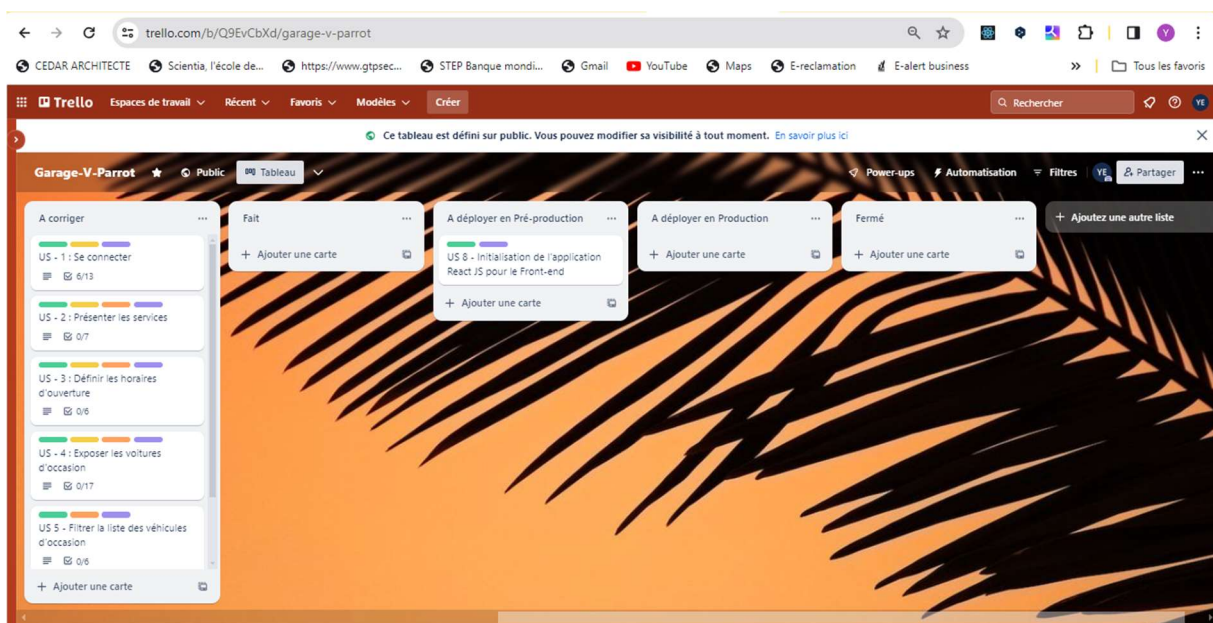 trello.com/b/Q9EvCbXd/garage-v-parrot
Y
CEDAR ARCHITECTE Scientia, l'école de... https://www.gtpsec... STEP Banque mondi... Gmail YouTube Maps E-reclamation E-alert business » Tous les favoris
Trello Espaces de travail Récent Favoris Modèles Créer Rechercher YE
Ce tableau est défini sur public. Vous pouvez modifier sa visibilité à tout moment. En savoir plus ici
Garage-V-Parrot Public Tableau Power-ups Automatisation Filtres YE Partager
A corriger
US - 1 : Se connecter
6/13
US - 2 : Présenter les services
0/7
US - 3 : Définir les horaires
d'ouverture
0/6
US - 4 : Exposer les voitures
d'occasion
0/17
US 5 - Filtrer la liste des véhicules
d'occasion
0/6
+ Ajouter une carte
Fait
+ Ajouter une carte
A déployer en Pré-production
US 8 - Initialisation de l'application
React JS pour le Front-end
+ Ajouter une carte
A déployer en Production
+ Ajouter une carte
Fermé
+ Ajouter une carte
+ Ajoutez une autre liste